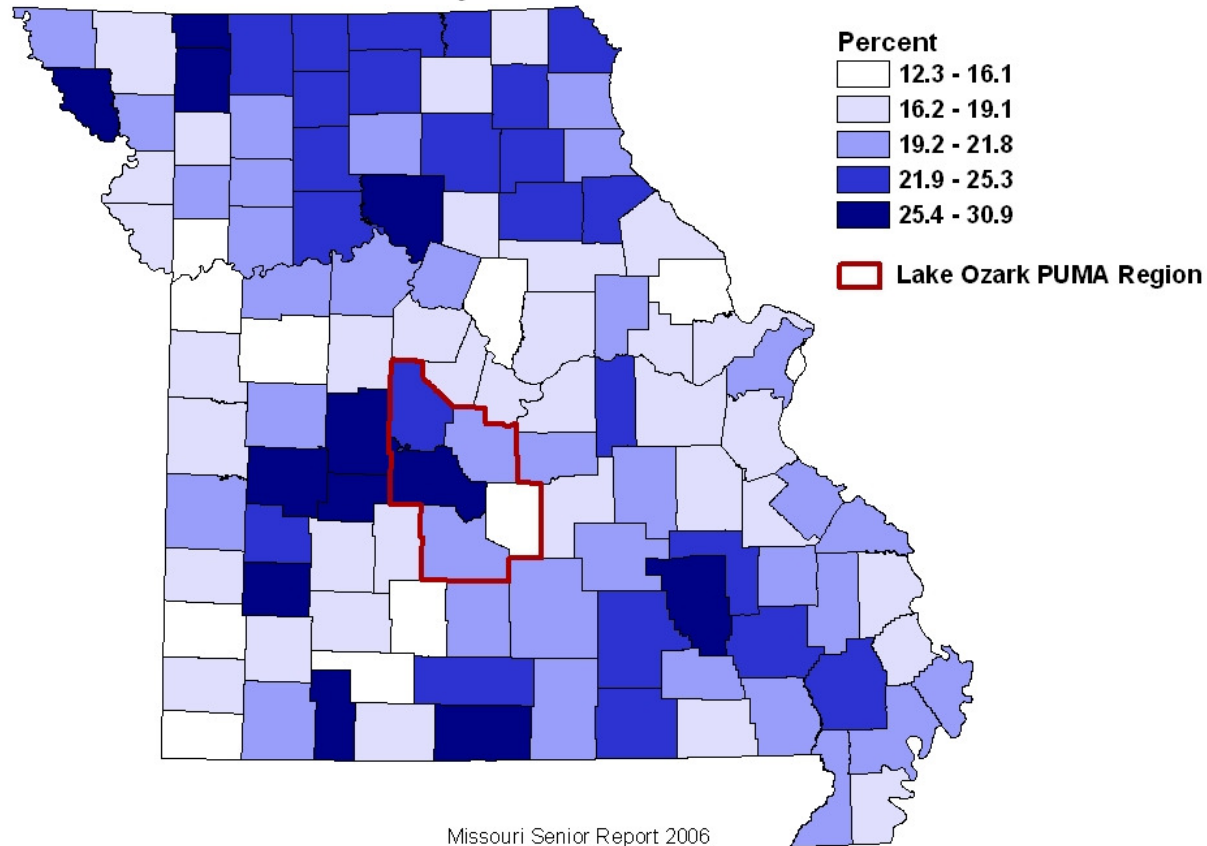 Percent
12.3 - 16.1
16.2 - 19.1
19.2 - 21.8
21.9 - 25.3
25.4 - 30.9
Lake Ozark PUMA Region
Missouri Senior Report 2006